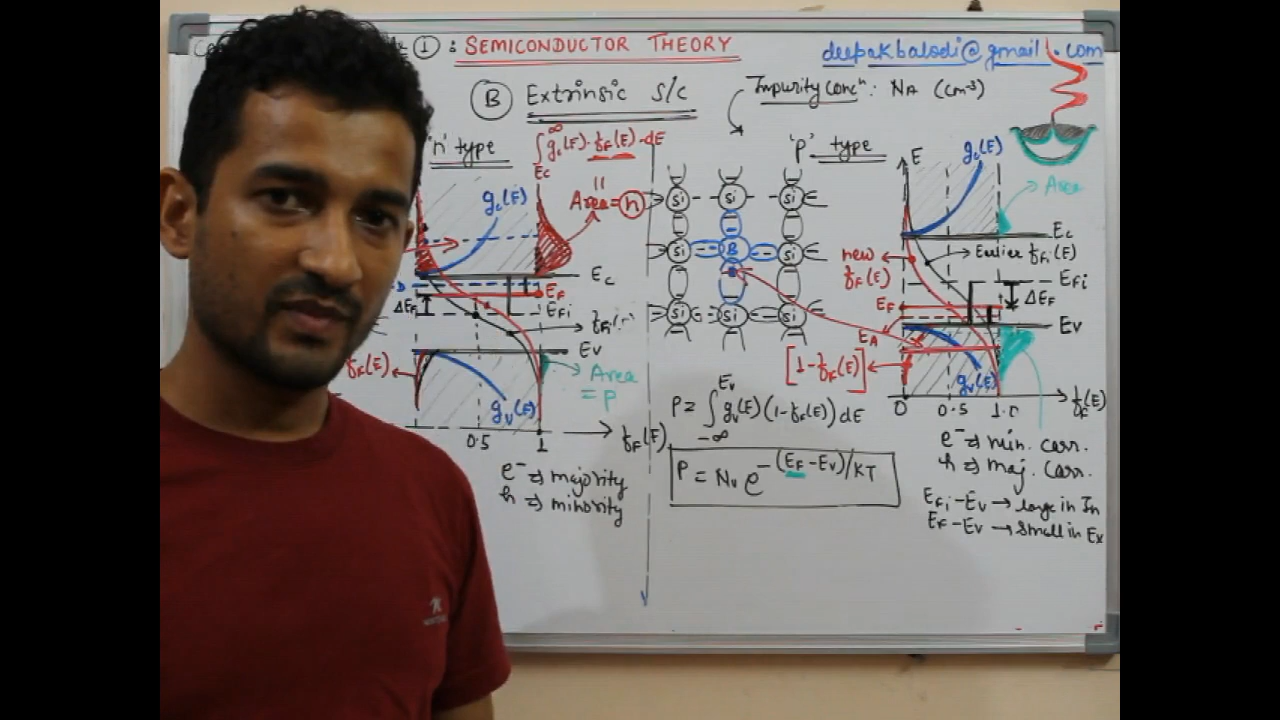 ① : SEMICONDUCTOR THEORY
deepakbalodi@gmail.com
Ⓑ Extrinsic S/C
Impurity concⁿ: NA (cm⁻³)
'n' type
∫ gc(E)·fF(E)·dE
∞
Ec
gc(E)
Area = n
Ec
EF
ΔEF
EFi
Ev
fF(E)
gv(E)
Area
= p
0.5
1
fF(E)
e⁻ ⇒ majority
h ⇒ minority
'p' type
Si Si Si
Si B Si
Si Si Si
E
gc(E)
Area
Ec
Earlier fFi(E)
new
fF(E)
EFi
ΔEF
EF
Ev
EA
[1-fF(E)]
gv(E)
0 0.5 1.0
fF(E)
P = ∫ gv(E) (1-fF(E)) dE
Ev
-∞
P = Nv e^-(EF-Ev)/KT
e⁻ ⇒ min. carr.
h ⇒ maj. carr.
EFi-Ev → large in In
EF-Ev → small in Ex